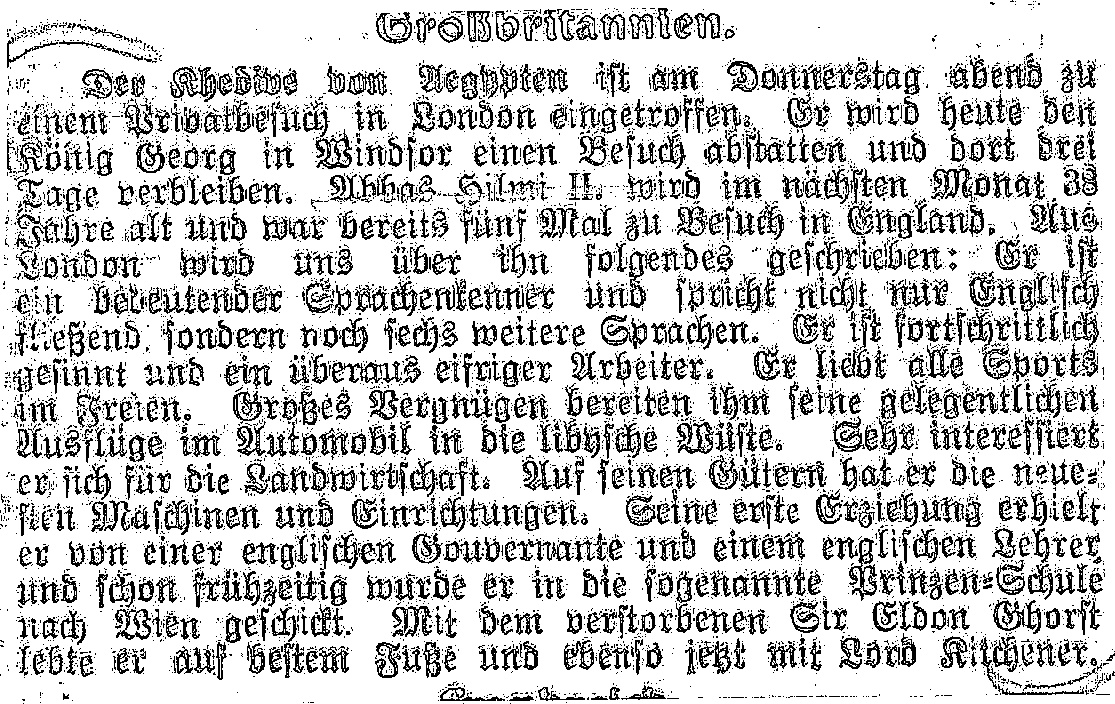 Großbritannien.
Der Khedive von Aegypten ist am Donnerstag abend zu
einem Privatbesuch in London eingetroffen. Er wird heute den
König Georg in Windsor einen Besuch abstatten und dort drei
Tage verbleiben. Abbas Hilmi II. wird im nächsten Monat 38
Jahre alt und war bereits fünf Mal zu Besuch in England. Aus
London wird uns über ihn folgendes geschrieben: Er ist
ein bedeutender Sprachenkenner und spricht nicht nur Englisch
fließend, sondern noch sechs weitere Sprachen. Er ist fortschrittlich
gesinnt und ein überaus eifriger Arbeiter. Er liebt alle Sports
im Freien. Großes Vergnügen bereiten ihm seine gelegentlichen
Ausflüge im Automobil in die libysche Wüste. Sehr interessiert
er sich für die Landwirtschaft. Auf seinen Gütern hat er die neue-
sten Maschinen und Einrichtungen. Seine erste Erziehung erhielt
er von einer englischen Gouvernante und einem englischen Lehrer
und schon frühzeitig wurde er in die sogenannte Prinzen-Schule
nach Wien geschickt. Mit dem verstorbenen Sir Eldon Ghorst
lebte er auf bestem Fuße und ebenso jetzt mit Lord Kitchener.